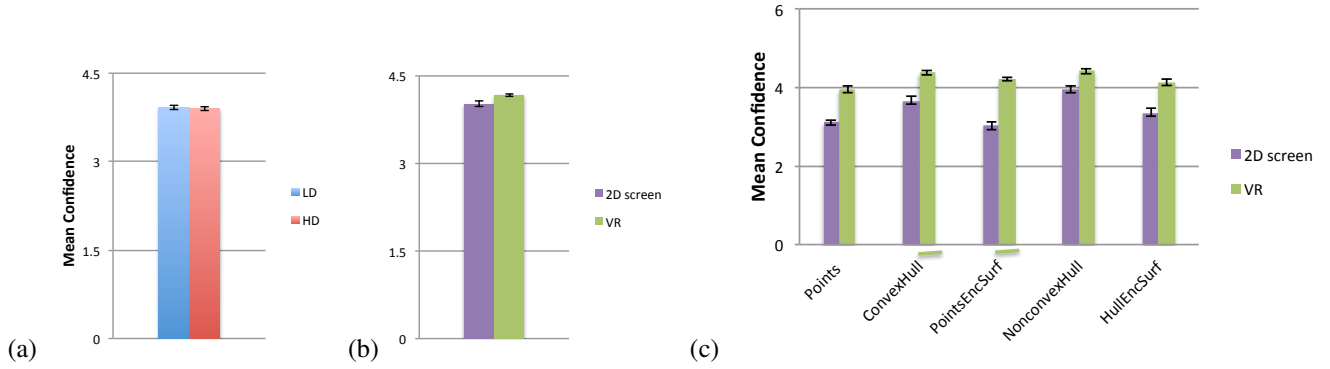 (a)
Mean Confidence
4.5
3
1.5
0
LD
HD
(b)
4.5
3
1.5
0
2D screen
VR
(c)
Mean Confidence
6
4
2
0
Points
ConvexHull
PointsEncSurf
NonconvexHull
HullEncSurf
2D screen
VR